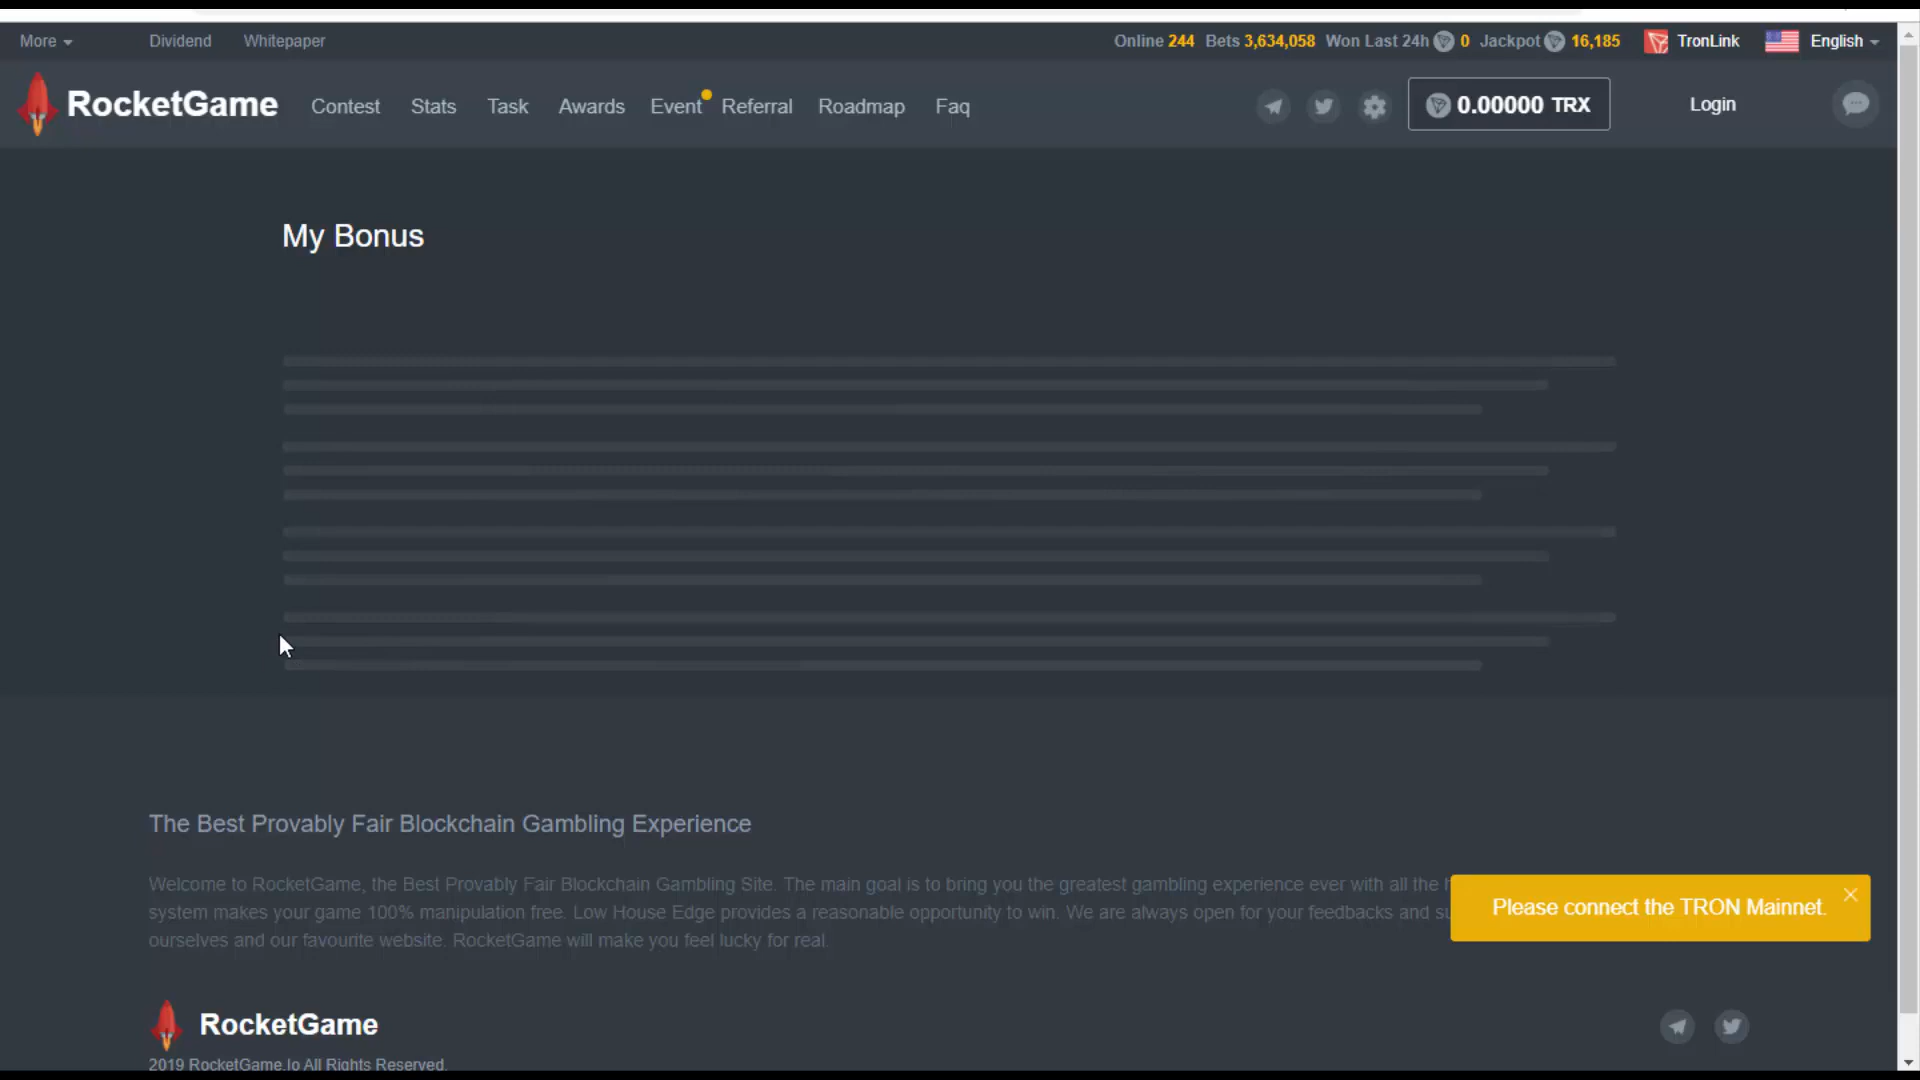 More Dividend Whitepaper Online 244 Bets 3,634,058 Won Last 24h 0 Jackpot 16,185 TronLink English
RocketGame Contest Stats Task Awards Event Referral Roadmap Faq 0.00000 TRX Login
My Bonus
The Best Provably Fair Blockchain Gambling Experience
Welcome to RocketGame, the Best Provably Fair Blockchain Gambling Site. The main goal is to bring you the greatest gambling experience ever with all the
system makes your game 100% manipulation free. Low House Edge provides a reasonable opportunity to win. We are always open for your feedbacks and
ourselves and our favourite website. RocketGame will make you feel lucky for real.
Please connect the TRON Mainnet.
RocketGame
2019 RocketGame.Io All Rights Reserved.